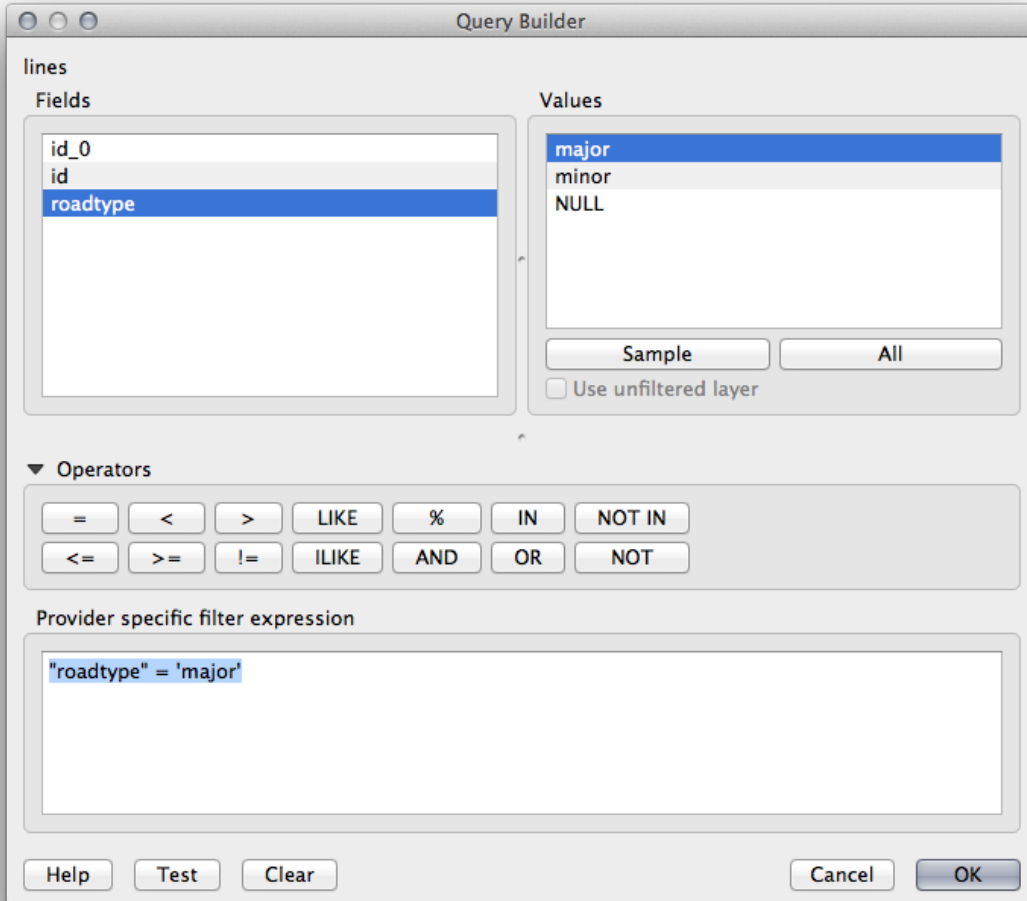 Query Builder
lines
Fields
id_0
id
roadtype
Values
major
minor
NULL
Sample All
Use unfiltered layer
Operators
= < > LIKE % IN NOT IN
<= >= != ILIKE AND OR NOT
Provider specific filter expression
"roadtype" = 'major'
Help Test Clear Cancel OK